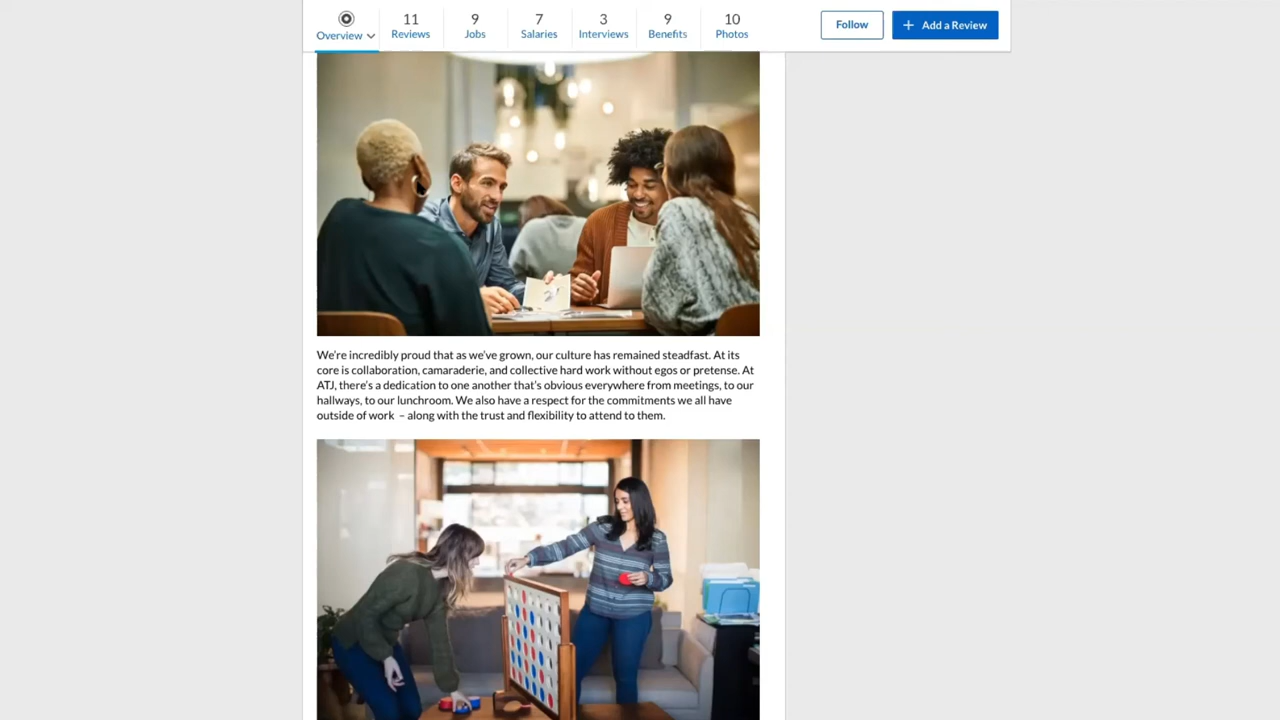 11 9 7 3 9 10
Overview Reviews Jobs Salaries Interviews Benefits Photos Follow + Add a Review
We're incredibly proud that as we've grown, our culture has remained steadfast. At its
core is collaboration, camaraderie, and collective hard work without egos or pretense. At
ATJ, there's a dedication to one another that's obvious everywhere from meetings, to our
hallways, to our lunchroom. We also have a respect for the commitments we all have
outside of work – along with the trust and flexibility to attend to them.